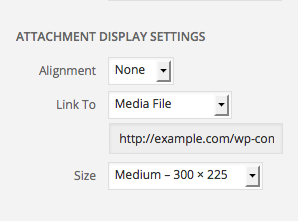 ATTACHMENT DISPLAY SETTINGS
Alignment None
Link To Media File
http://example.com/wp-con
Size Medium – 300 × 225